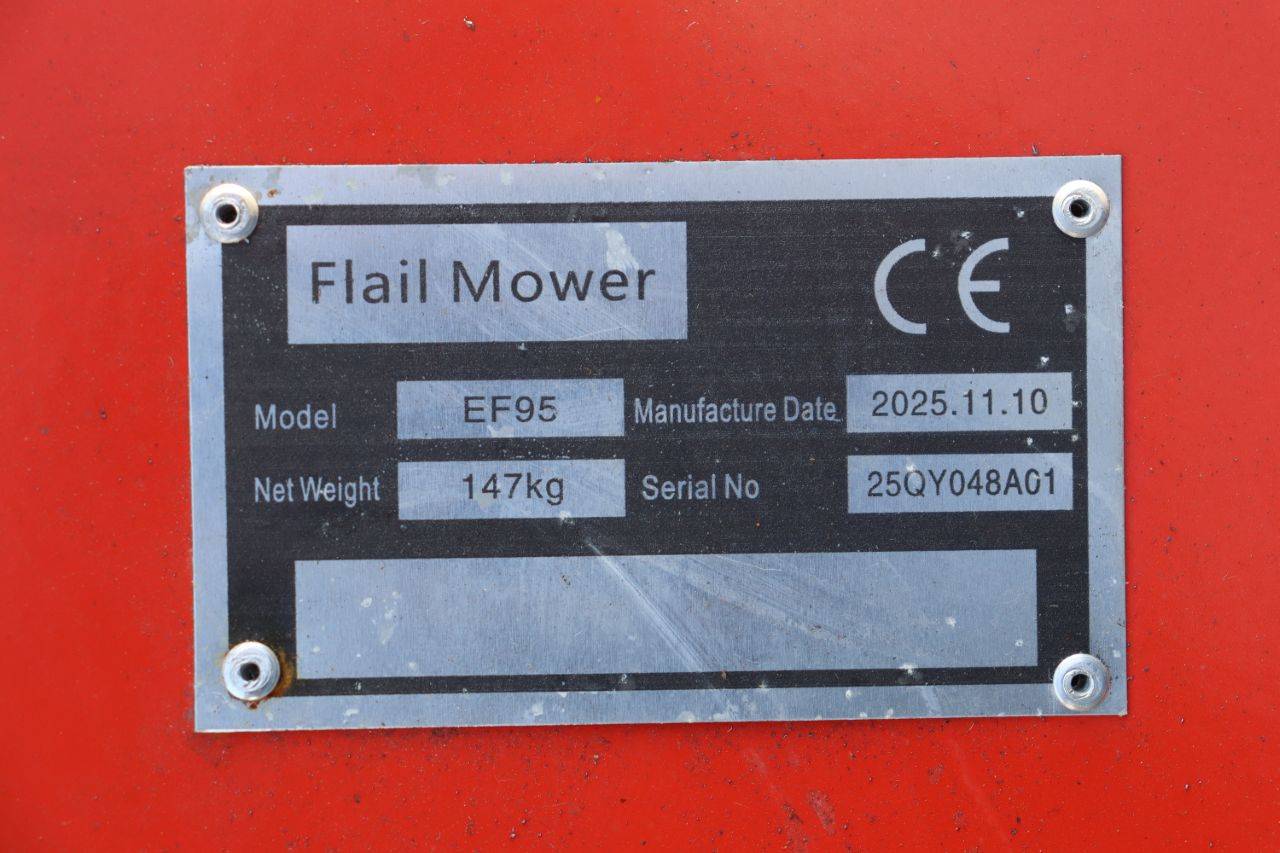 Flail Mower
CE
Model EF95 Manufacture Date 2025.11.10
Net Weight 147kg Serial No 25QY048A01